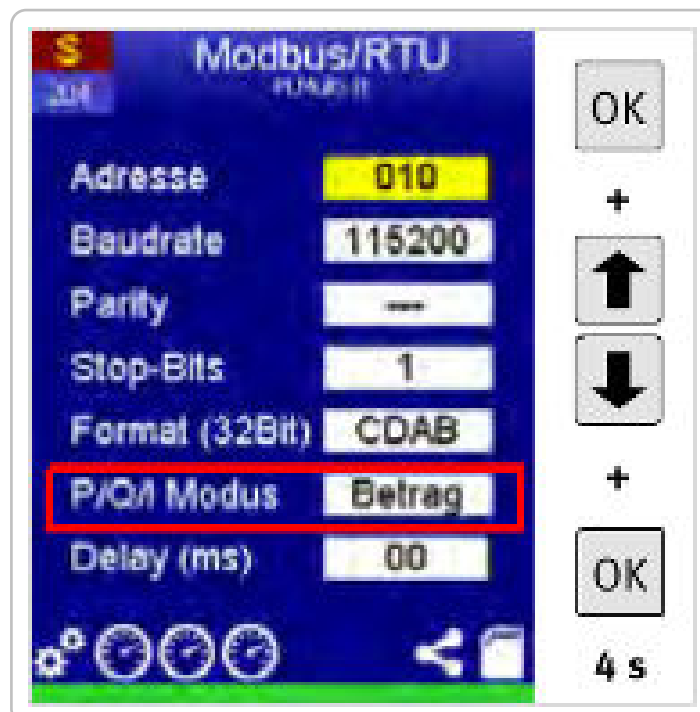 S Modbus/RTU
204
Adresse 010
Baudrate 115200
Parity ---
Stop-Bits 1
Format (32Bit) CDAB
P/Q/I Modus Betrag
Delay (ms) 00
OK
+
+
OK
4 s